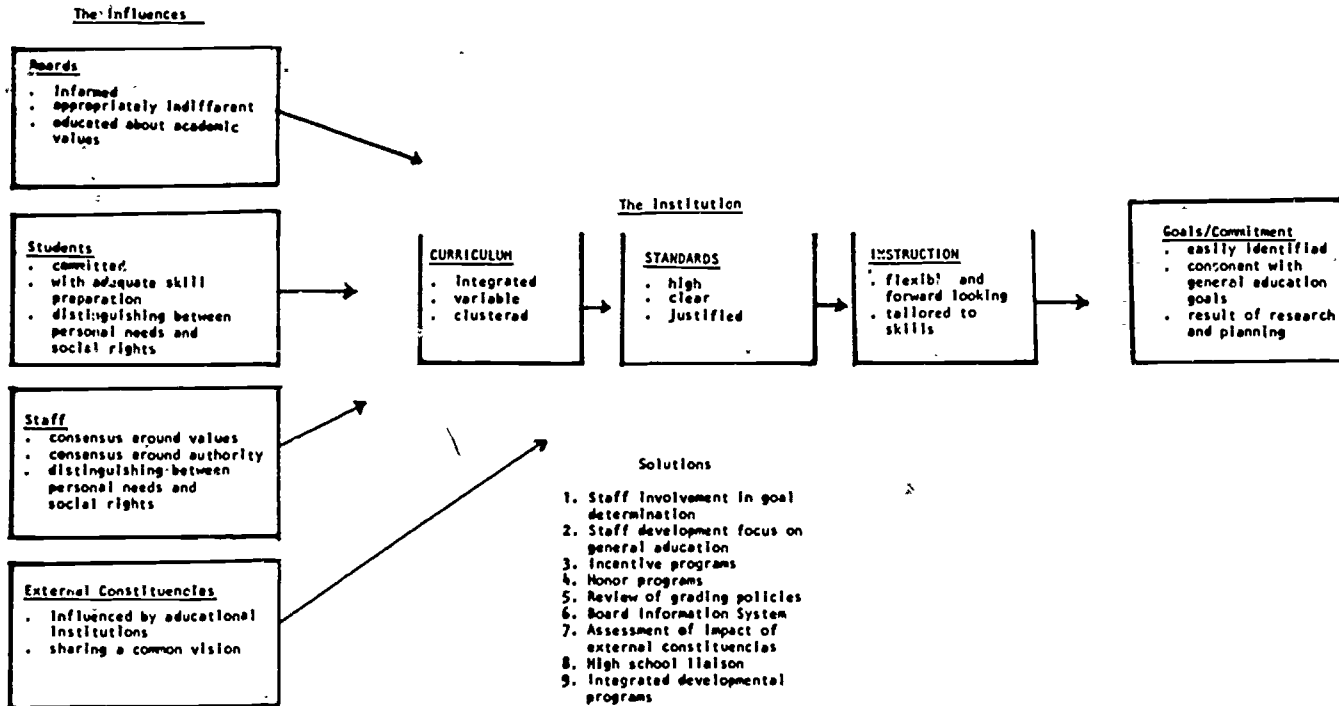 The Influences
Boards
. Informed
. appropriately indifferent
. educated about academic
values
Students
. committed
. with adequate skill
preparation
. distinguishing between
personal needs and
social rights
Staff
. consensus around values
. consensus around authority
. distinguishing between
personal needs and
social rights
External Constituencies
. Influenced by educational
Institutions
. sharing a common vision
The Institution
CURRICULUM
. Integrated
. variable
. clustered
STANDARDS
. high
. clear
. Justified
INSTRUCTION
. flexibl and
forward looking
. tailored to
skills
Goals/Commitment
. easily identified
. consonent with
general education
goals
. result of research
and planning
Solutions
1. Staff Involvement in goal
determination
2. Staff development focus on
general education
3. Incentive programs
4. Honor programs
5. Review of grading policies
6. Board Information System
7. Assessment of Impact of
external constituencies
8. High school liaison
9. Integrated developmental
programs